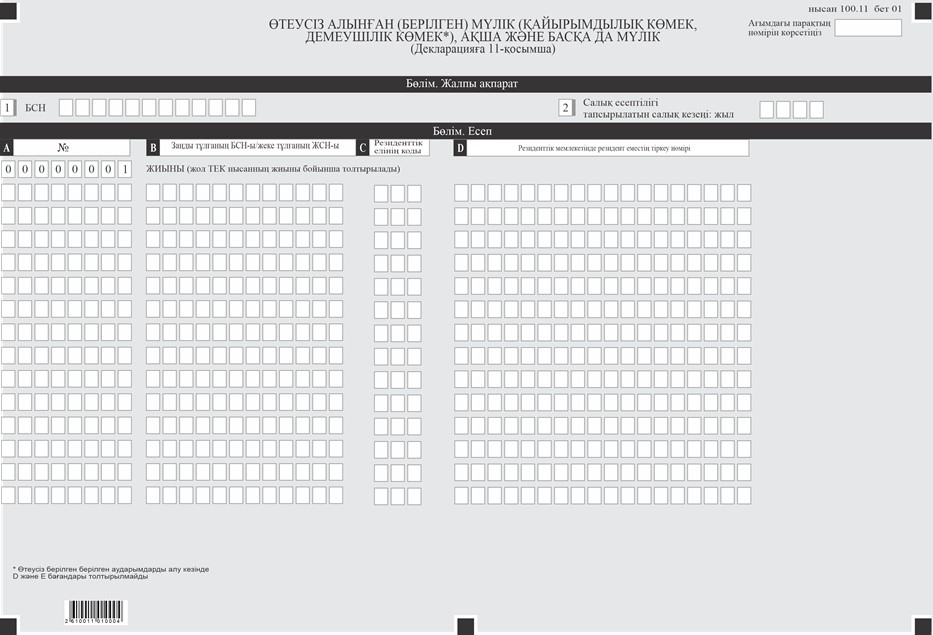 нысан 100.11 бет 01
ӨТЕУСІЗ АЛЫНҒАН (БЕРІЛГЕН) МҮЛІК (ҚАЙЫРЫМДЫЛЫҚ КӨМЕК,
ДЕМЕУШІЛІК КӨМЕК*), АҚША ЖӘНЕ БАСҚА ДА МҮЛІК
(Декларацияға 11-қосымша)
Ағымдағы парақтың
нөмірін көрсетіңіз
Бөлім. Жалпы ақпарат
1 БСН
2 Салық есептілігі
тапсырылатын салық кезеңі: жыл
Бөлім. Есеп
A № B Заңды тұлғаның БСН-ы/жеке тұлғаның ЖСН-ы C Резиденттік елінің коды D Резиденттік мемлекетінде резидент еместің тіркеу нөмірі
0 0 0 0 0 0 0 1 ЖИЫНЫ (жол ТЕК нысанның жиыны бойынша толтырылады)
* Өтеусіз берілген берілген аударымдарды алу кезінде
D және E бағандары толтырылмайды
2610011010004